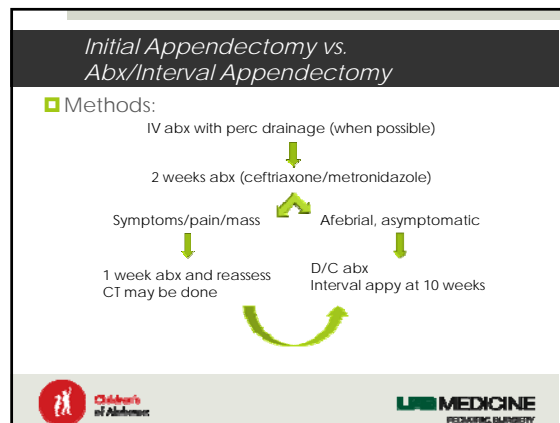 Initial Appendectomy vs.
Abx/Interval Appendectomy
Methods:
IV abx with perc drainage (when possible)
2 weeks abx (ceftriaxone/metronidazole)
Symptoms/pain/mass
Afebrile, asymptomatic
1 week abx and reassess
CT may be done
D/C abx
Interval appy at 10 weeks
Children's
of Alabama
UAB MEDICINE
PEDIATRIC SURGERY